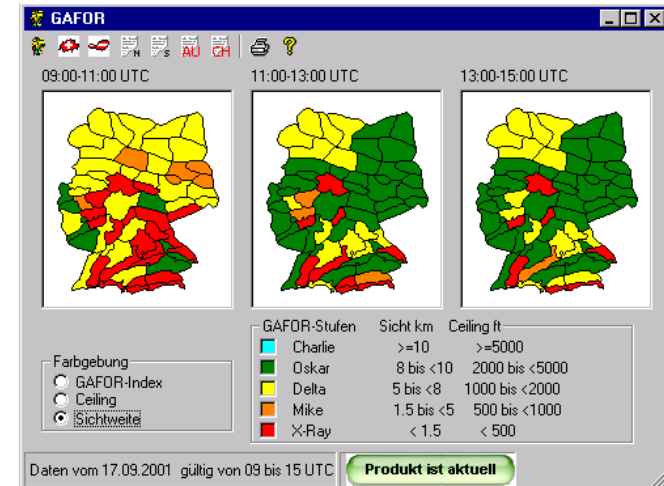 GAFOR
N S AU CH
09:00-11:00 UTC 11:00-13:00 UTC 13:00-15:00 UTC
GAFOR-Stufen Sicht km Ceiling ft
Charlie >=10 >=5000
Oskar 8 bis <10 2000 bis <5000
Delta 5 bis <8 1000 bis <2000
Mike 1.5 bis <5 500 bis <1000
X-Ray < 1.5 < 500
Farbgebung
GAFOR-Index
Ceiling
Sichtweite
Daten vom 17.09.2001 gültig von 09 bis 15 UTC
Produkt ist aktuell